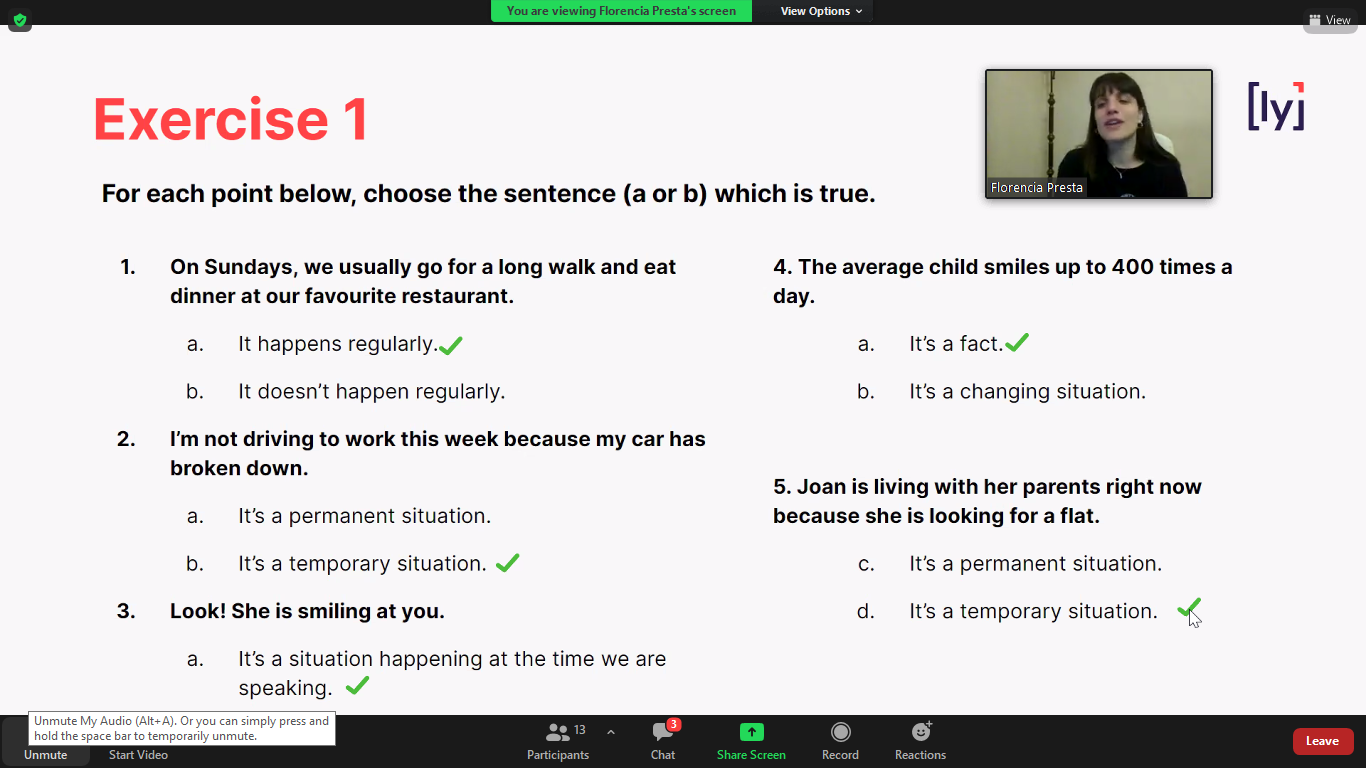 You are viewing Florencia Presta's screen
View Options
View
Exercise 1
[ly]
Florencia Presta
For each point below, choose the sentence (a or b) which is true.
1. On Sundays, we usually go for a long walk and eat
dinner at our favourite restaurant.
a. It happens regularly.
b. It doesn’t happen regularly.
2. I’m not driving to work this week because my car has
broken down.
a. It’s a permanent situation.
b. It’s a temporary situation.
3. Look! She is smiling at you.
a. It’s a situation happening at the time we are
speaking.
4. The average child smiles up to 400 times a
day.
a. It’s a fact.
b. It’s a changing situation.
5. Joan is living with her parents right now
because she is looking for a flat.
c. It’s a permanent situation.
d. It’s a temporary situation.
Unmute My Audio (Alt+A). Or you can simply press and
hold the space bar to temporarily unmute.
Unmute
Start Video
13
Participants
3
Chat
Share Screen
Record
Reactions
Leave